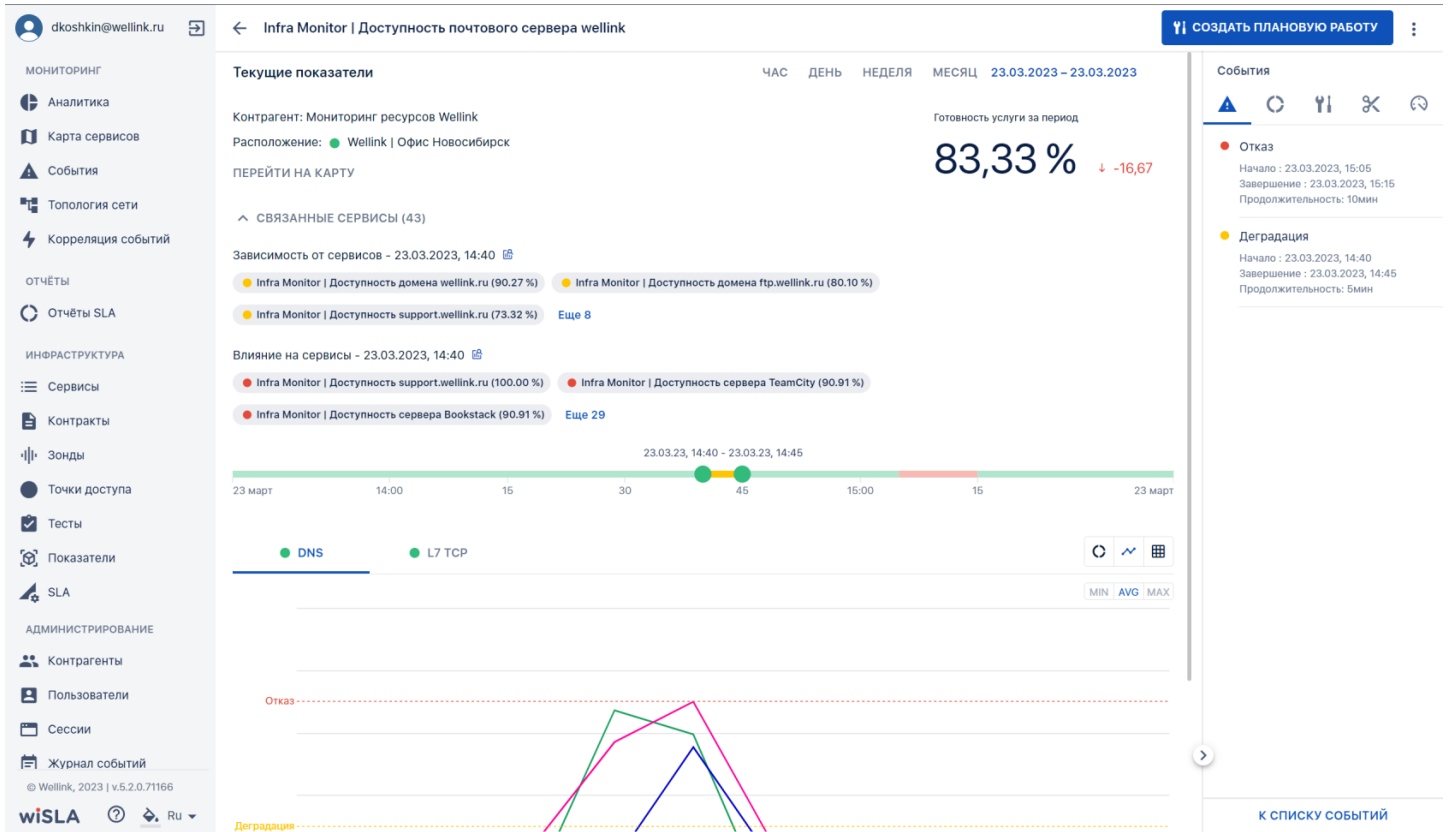 dkoshkin@wellink.ru
МОНИТОРИНГ
Аналитика
Карта сервисов
События
Топология сети
Корреляция событий
ОТЧЁТЫ
Отчёты SLA
ИНФРАСТРУКТУРА
Сервисы
Контракты
Зонды
Точки доступа
Тесты
Показатели
SLA
АДМИНИСТРИРОВАНИЕ
Контрагенты
Пользователи
Сессии
Журнал событий
© Wellink, 2023 | v.5.2.0.71166
wiSLA
Ru
Infra Monitor | Доступность почтового сервера wellink
СОЗДАТЬ ПЛАНОВУЮ РАБОТУ
Текущие показатели
ЧАС ДЕНЬ НЕДЕЛЯ МЕСЯЦ 23.03.2023 – 23.03.2023
Контрагент: Мониторинг ресурсов Wellink
Расположение: Wellink | Офис Новосибирск
ПЕРЕЙТИ НА КАРТУ
Готовность услуги за период
83,33 % ↓ -16,67
СВЯЗАННЫЕ СЕРВИСЫ (43)
Зависимость от сервисов - 23.03.2023, 14:40
Infra Monitor | Доступность домена wellink.ru (90.27 %) Infra Monitor | Доступность домена ftp.wellink.ru (80.10 %)
Infra Monitor | Доступность support.wellink.ru (73.32 %) Еще 8
Влияние на сервисы - 23.03.2023, 14:40
Infra Monitor | Доступность support.wellink.ru (100.00 %) Infra Monitor | Доступность сервера TeamCity (90.91 %)
Infra Monitor | Доступность сервера Bookstack (90.91 %) Еще 29
23.03.23, 14:40 - 23.03.23, 14:45
23 март 14:00 15 30 45 15:00 15 23 март
DNS L7 TCP
MIN AVG MAX
Отказ
Деградация
События
Отказ
Начало : 23.03.2023, 15:05
Завершение : 23.03.2023, 15:15
Продолжительность: 10мин
Деградация
Начало : 23.03.2023, 14:40
Завершение : 23.03.2023, 14:45
Продолжительность: 5мин
К СПИСКУ СОБЫТИЙ